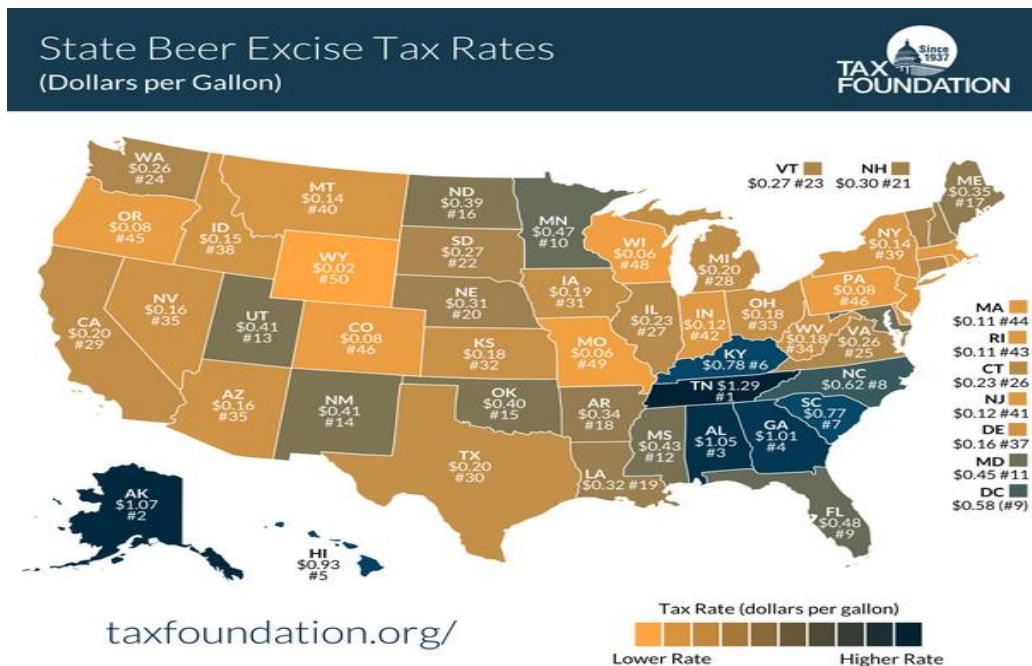 State Beer Excise Tax Rates
(Dollars per Gallon)
Since
1937
TAX
FOUNDATION
WA
$0.26
#24
OR
$0.08
#45
CA
$0.20
#29
NV
$0.16
#35
ID
$0.15
#38
MT
$0.14
#40
WY
$0.02
#50
UT
$0.41
#13
AZ
$0.16
#35
CO
$0.08
#46
NM
$0.41
#14
ND
$0.39
#16
SD
$0.27
#22
NE
$0.31
#20
KS
$0.18
#32
OK
$0.40
#15
TX
$0.20
#30
MN
$0.47
#10
IA
$0.19
#31
MO
$0.06
#49
AR
$0.34
#18
LA
$0.32 #19
WI
$0.06
#48
IL
$0.23
#27
MI
$0.20
#28
IN
$0.12
#42
OH
$0.18
#33
KY
$0.78 #6
TN $1.29
#1
MS
$0.43
#12
AL
$1.05
#3
GA
$1.01
#4
FL
$0.48
#9
SC
$0.77
#7
NC
$0.62 #8
VA
$0.26
#25
WV
$0.18
#34
PA
$0.08
#46
NY
$0.14
#39
VT
$0.27 #23
NH
$0.30 #21
ME
$0.35
#17
MA
$0.11 #44
RI
$0.11 #43
CT
$0.23 #26
NJ
$0.12 #41
DE
$0.16 #37
MD
$0.45 #11
DC
$0.58 (#9)
AK
$1.07
#2
HI
$0.93
#5
taxfoundation.org/
Tax Rate (dollars per gallon)
Lower Rate
Higher Rate